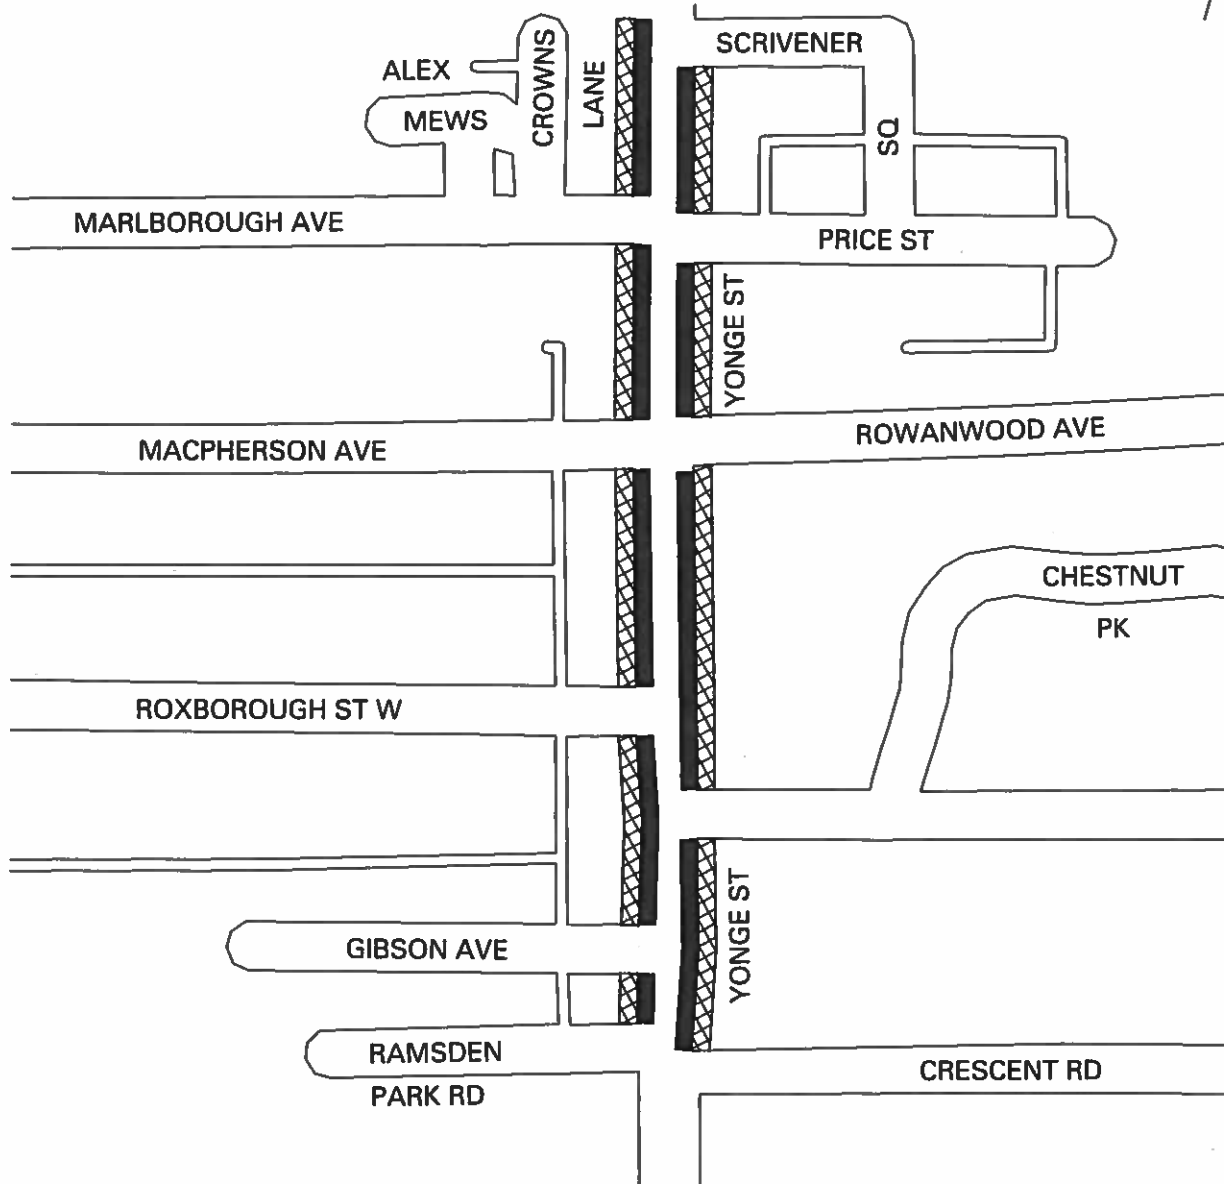 SCRIVENER
SQ
ALEX
MEWS
CROWNS
LANE
MARLBOROUGH AVE
PRICE ST
YONGE ST
MACPHERSON AVE
ROWANWOOD AVE
CHESTNUT
PK
ROXBOROUGH ST W
YONGE ST
GIBSON AVE
RAMSDEN
PARK RD
CRESCENT RD